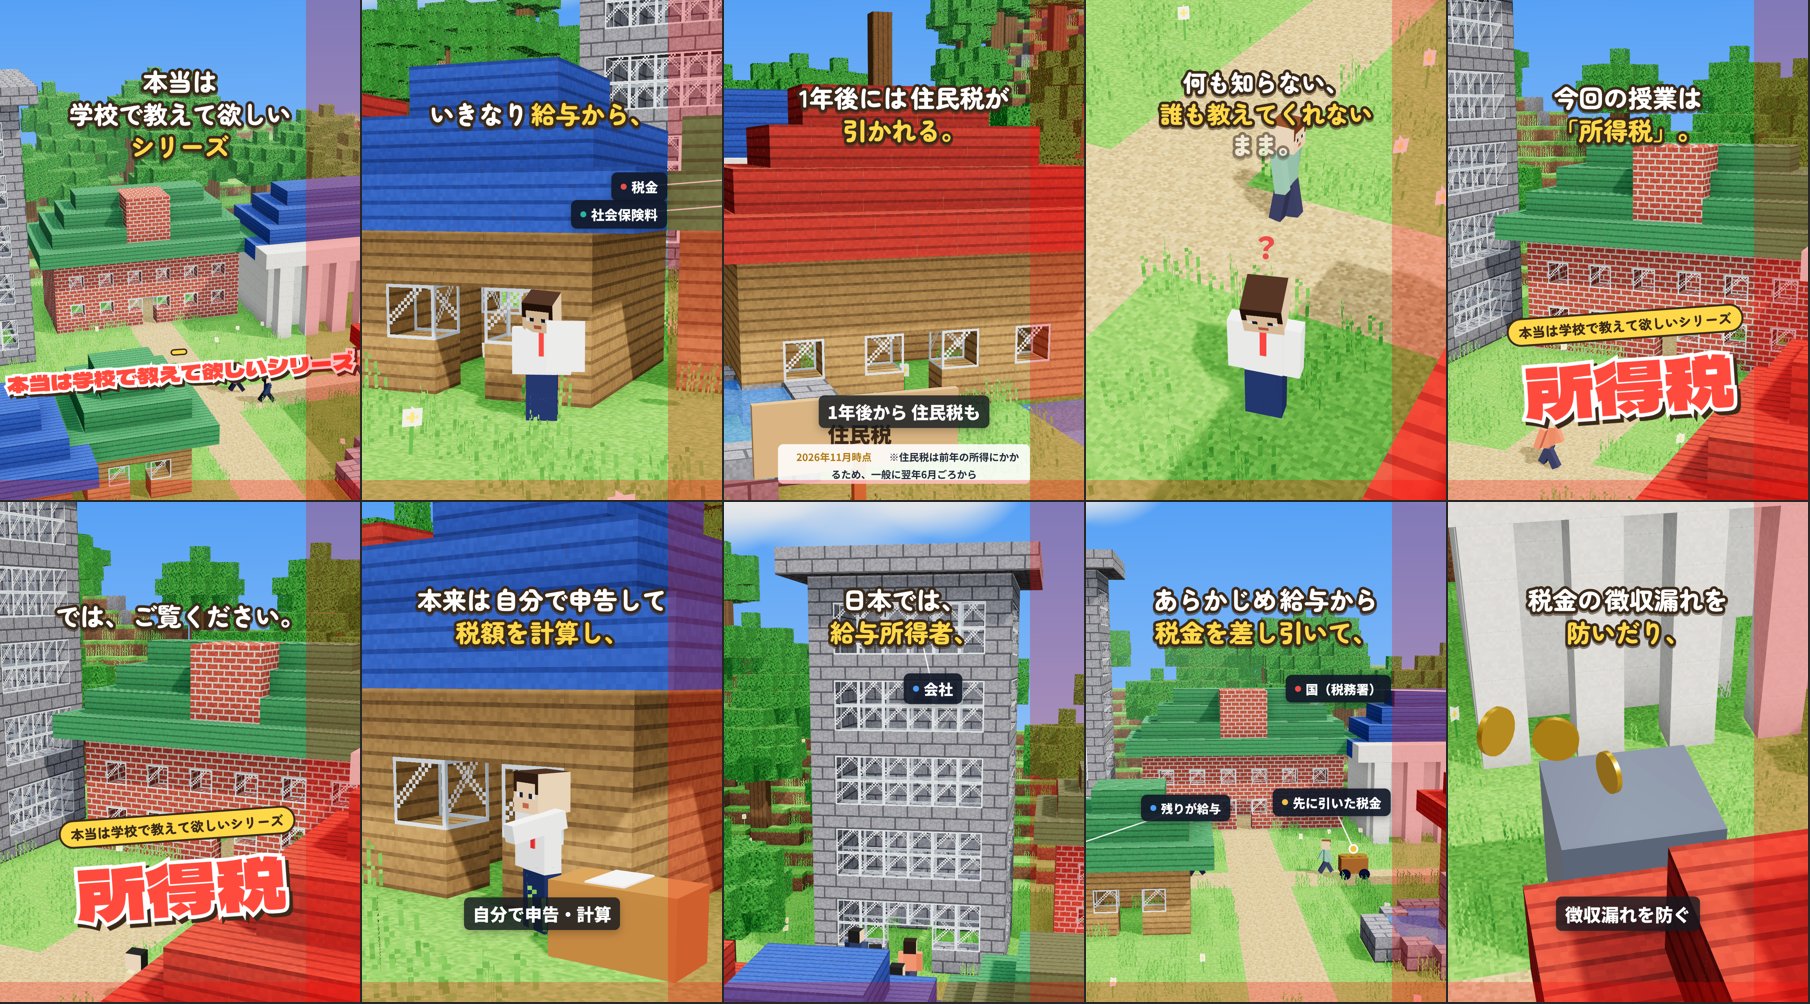 本当は
学校で教えて欲しい
シリーズ
本当は学校で教えて欲しいシリーズ
いきなり給与から、
税金
社会保険料
1年後には住民税が
引かれる。
1年後から 住民税も
住民税
2026年11月時点 ※住民税は前年の所得にかか
るため、一般に翌年6月ごろから
何も知らない、
誰も教えてくれない
まま。
?
今回の授業は
「所得税」。
本当は学校で教えて欲しいシリーズ
所得税
では、ご覧ください。
本当は学校で教えて欲しいシリーズ
所得税
本来は自分で申告して
税額を計算し、
自分で申告・計算
日本では、
給与所得者、
会社
あらかじめ給与から
税金を差し引いて、
国（税務署）
残りが給与
先に引いた税金
税金の徴収漏れを
防いだり、
徴収漏れを防ぐ